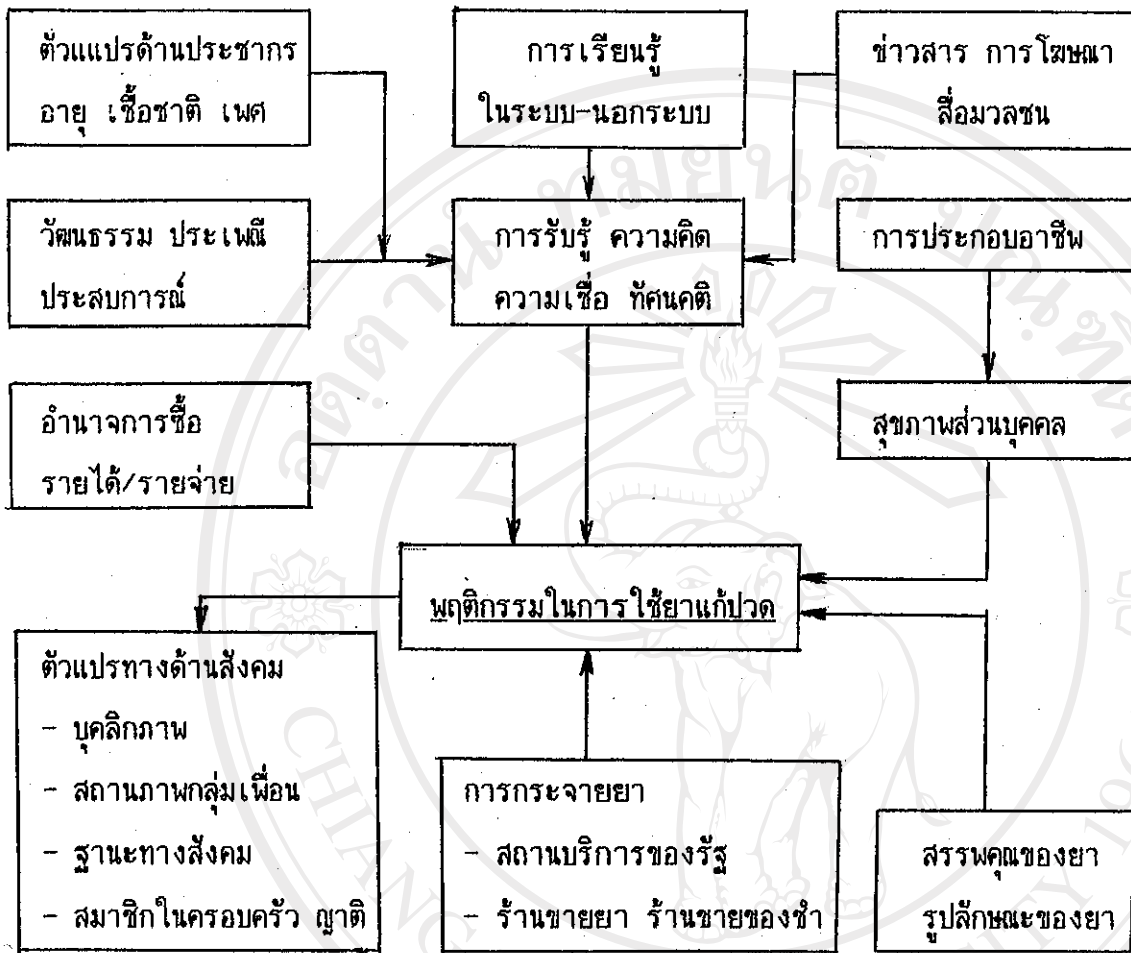 ตัวแแปรด้านประชากร
อายุ เชื้อชาติ เพศ
การเรียนรู้
ในระบบ-นอกระบบ
ข่าวสาร การโฆษณา
สื่อมวลชน
วัฒนธรรม ประเพณี
ประสบการณ์
การรับรู้ ความคิด
ความเชื่อ ทัศนคติ
การประกอบอาชีพ
อำนาจการซื้อ
รายได้/รายจ่าย
สุขภาพส่วนบุคคล
พฤติกรรมในการใช้ยาแก้ปวด
ตัวแปรทางด้านสังคม
- บุคลิกภาพ
- สถานภาพกลุ่มเพื่อน
- ฐานะทางสังคม
- สมาชิกในครอบครัว ญาติ
การกระจายยา
- สถานบริการของรัฐ
- ร้านขายยา ร้านขายของชำ
สรรพคุณของยา
รูปลักษณะของยา
CHIANG